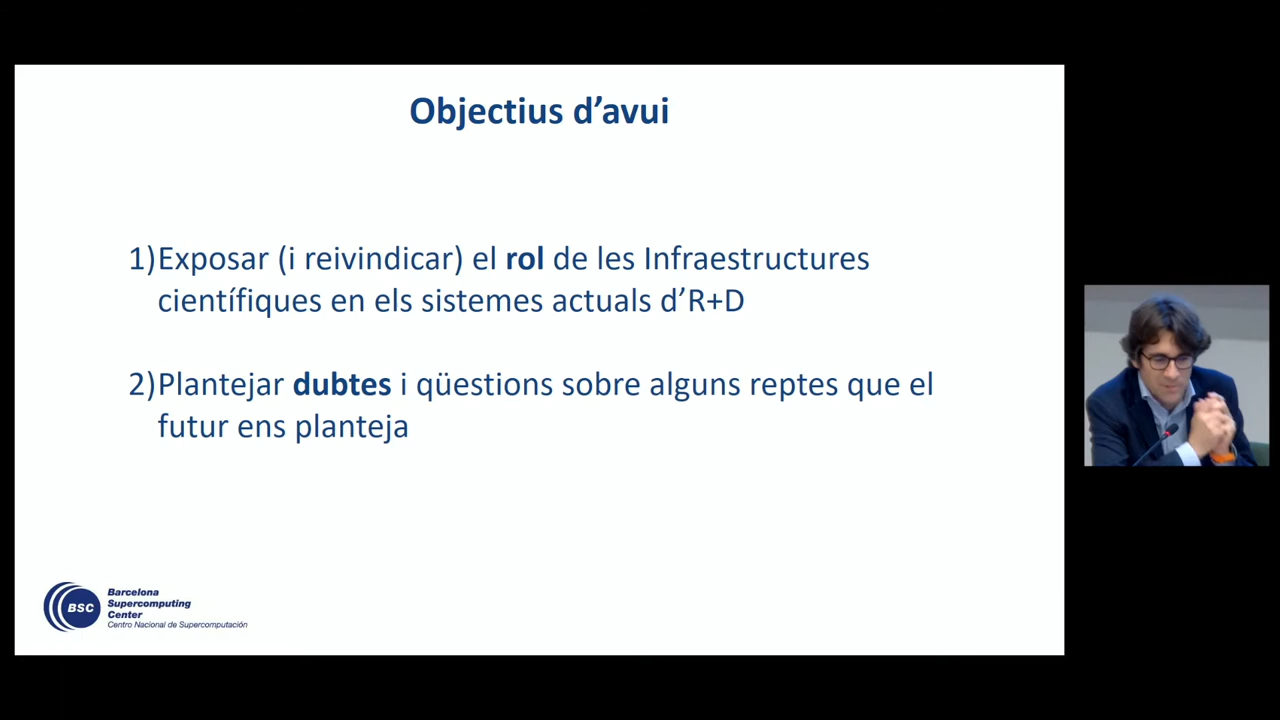 Objectius d’avui
1)Exposar (i reivindicar) el rol de les Infraestructures
científiques en els sistemes actuals d’R+D
2)Plantejar dubtes i qüestions sobre alguns reptes que el
futur ens planteja
BSC
Barcelona
Supercomputing
Center
Centro Nacional de Supercomputación